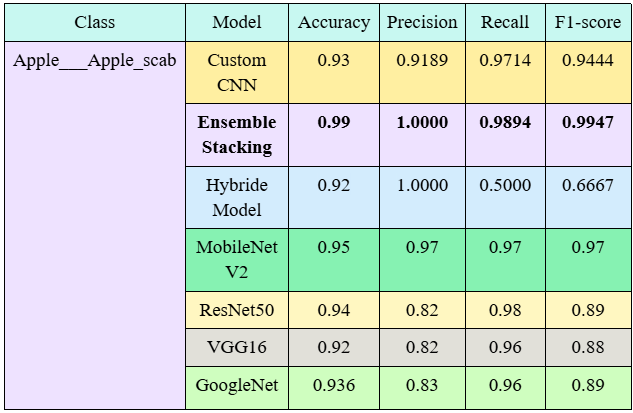 Class Model Accuracy Precision Recall F1-score
Apple___Apple_scab Custom CNN 0.93 0.9189 0.9714 0.9444
Ensemble Stacking 0.99 1.0000 0.9894 0.9947
Hybride Model 0.92 1.0000 0.5000 0.6667
MobileNet V2 0.95 0.97 0.97 0.97
ResNet50 0.94 0.82 0.98 0.89
VGG16 0.92 0.82 0.96 0.88
GoogleNet 0.936 0.83 0.96 0.89